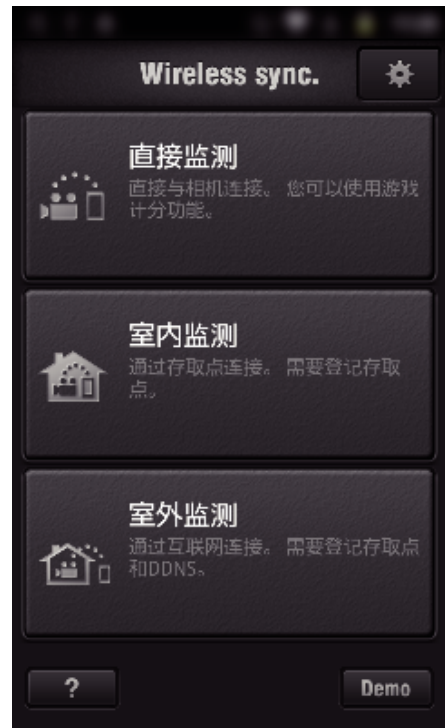 Wireless sync.
直接监测
直接与相机连接。 您可以使用游戏
计分功能。
室内监测
通过存取点连接。 需要登记存取
点。
室外监测
通过互联网连接。 需要登记存取点
和DDNS。
?
Demo